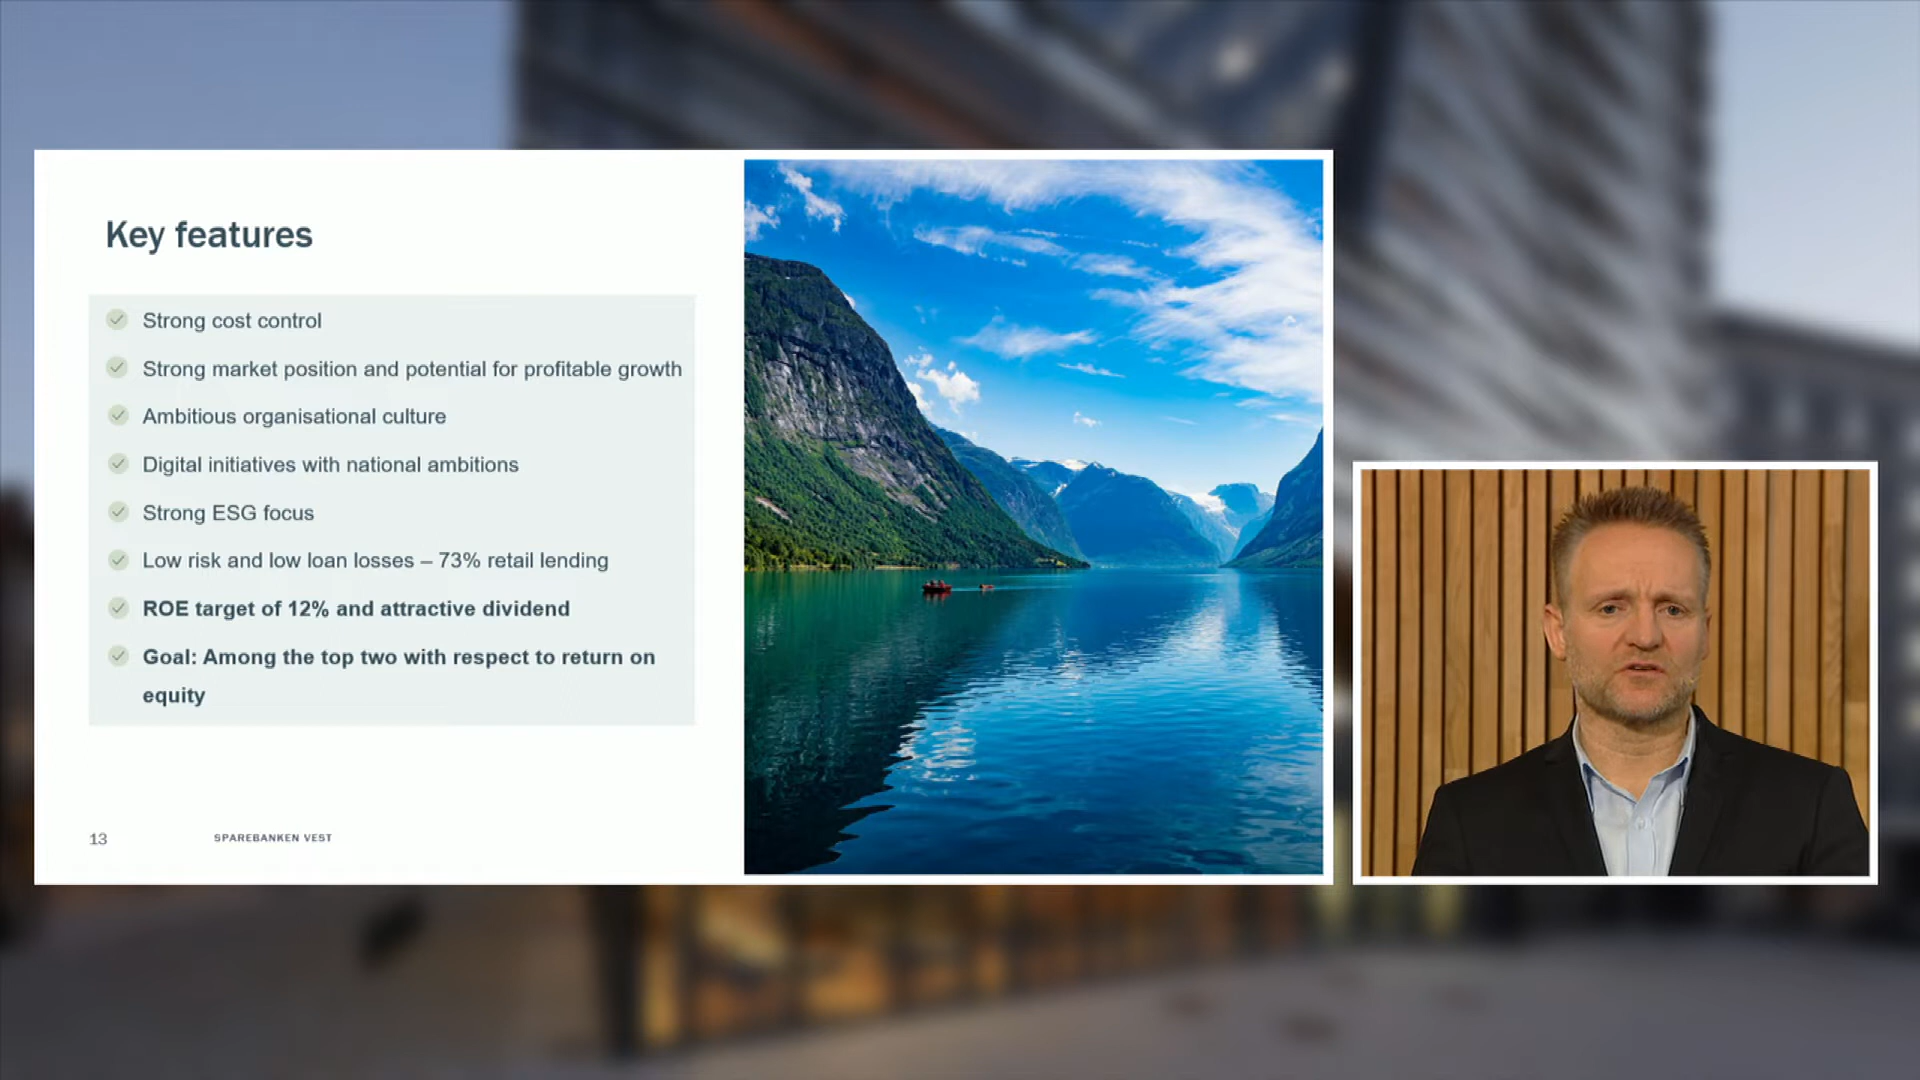 Key features
Strong cost control
Strong market position and potential for profitable growth
Ambitious organisational culture
Digital initiatives with national ambitions
Strong ESG focus
Low risk and low loan losses – 73% retail lending
ROE target of 12% and attractive dividend
Goal: Among the top two with respect to return on
equity
13
SPAREBANKEN VEST